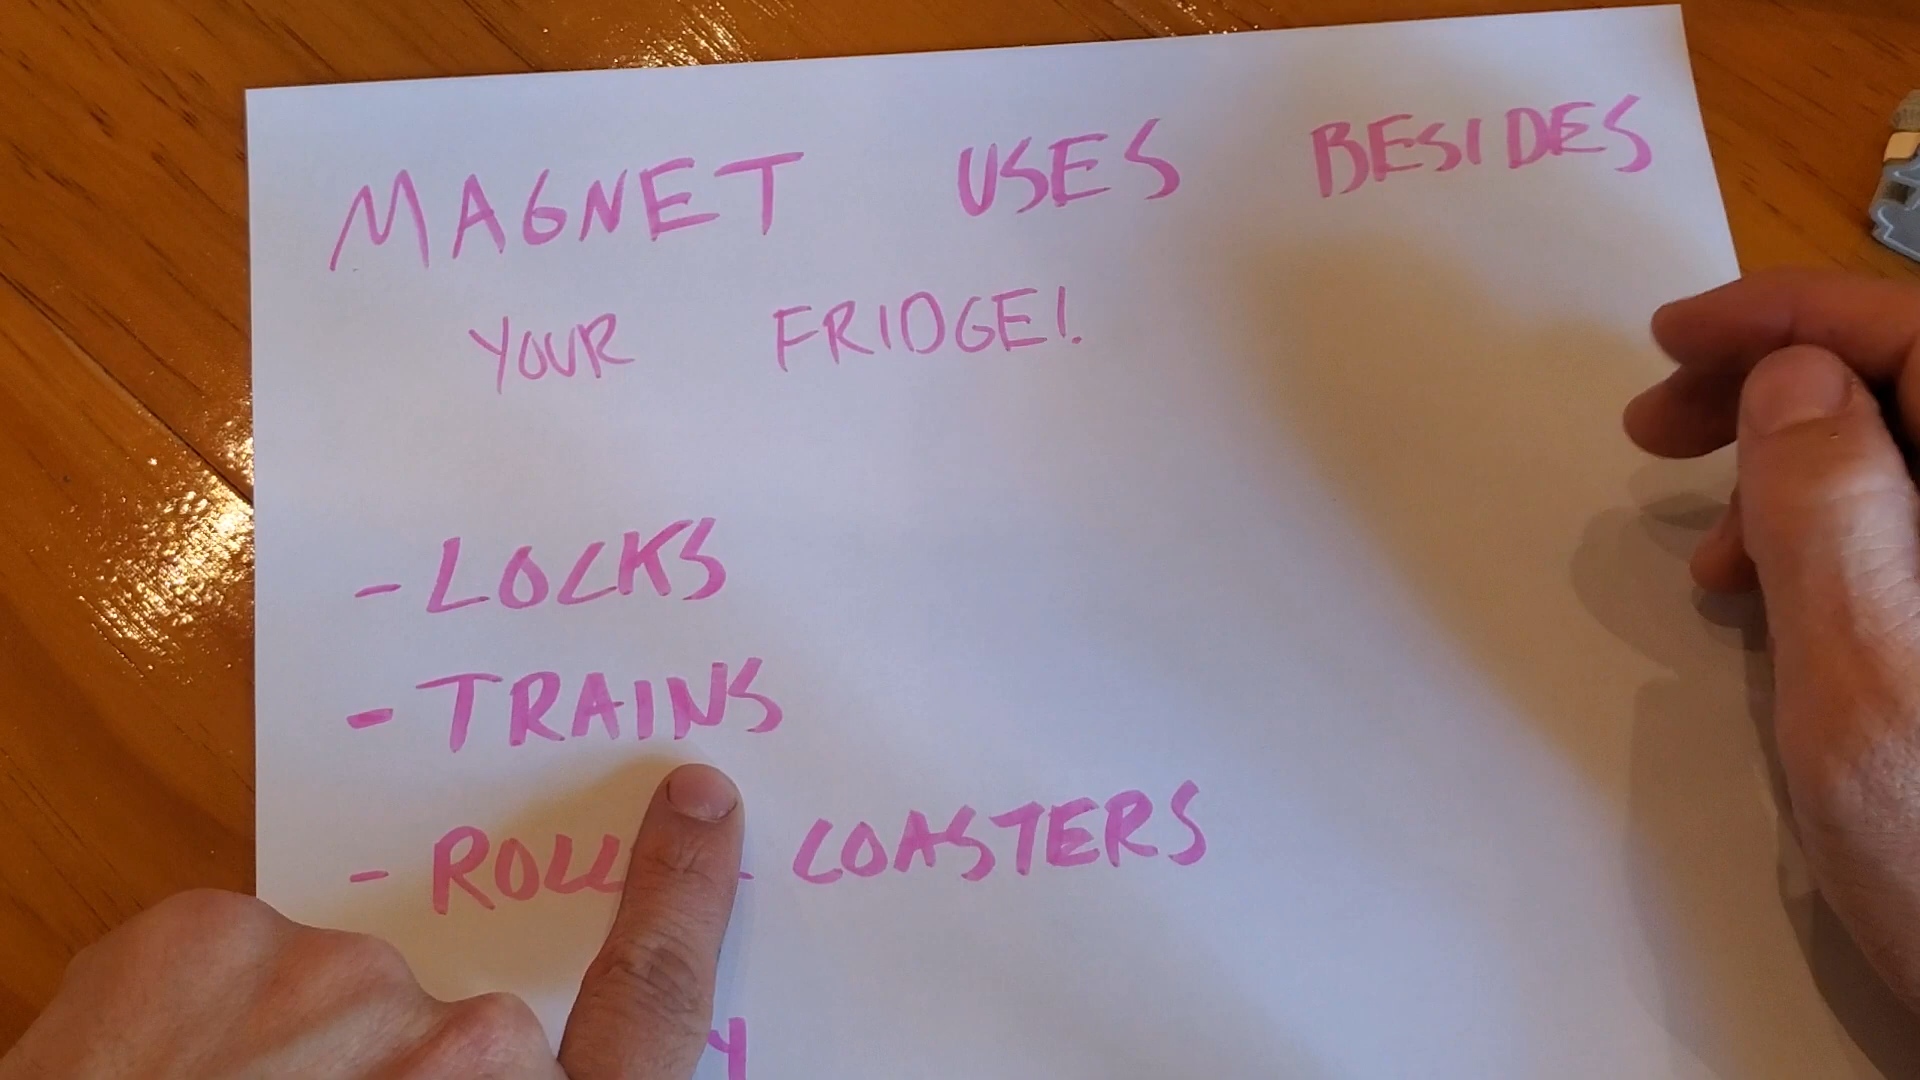 MAGNET USES BESIDES
YOUR FRIDGE!
- LOCKS
- TRAINS
- COASTERS